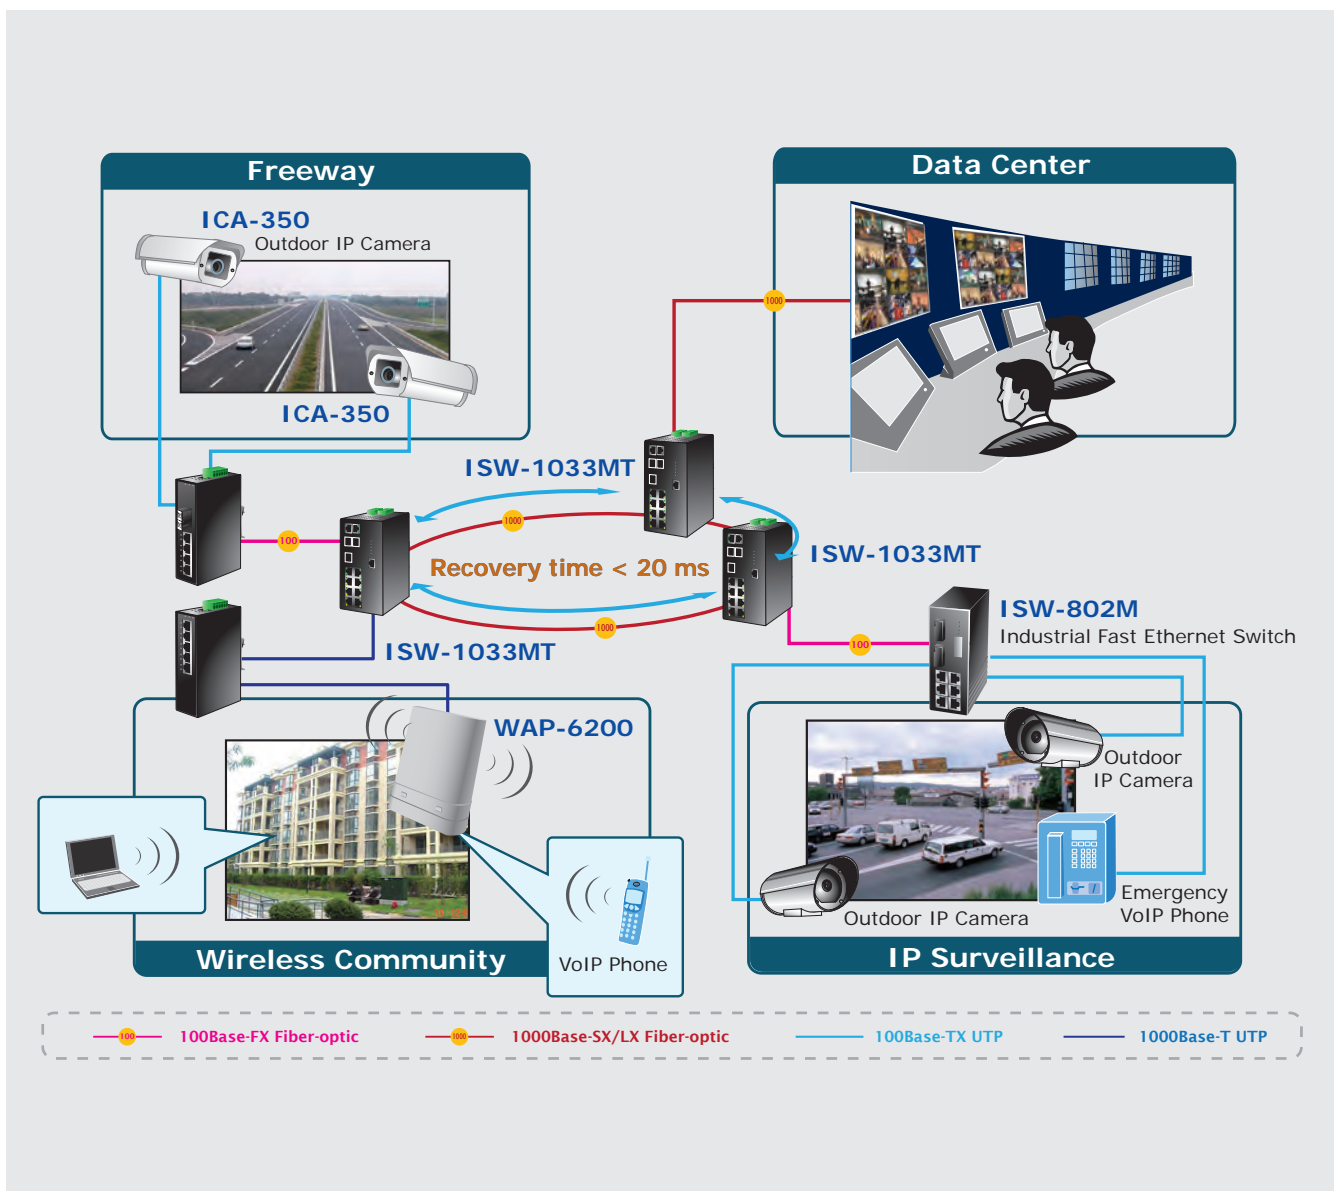 Freeway
Data Center
ICA-350
Outdoor IP Camera
1000
ICA-350
ISW-1033MT
1000
100
ISW-1033MT
Recovery time < 20 ms
ISW-802M
Industrial Fast Ethernet Switch
1000
100
ISW-1033MT
WAP-6200
Outdoor
IP Camera
Emergency
VoIP Phone
Outdoor IP Camera
Wireless Community
VoIP Phone
IP Surveillance
100
100Base-FX Fiber-optic
1000
1000Base-SX/LX Fiber-optic
100Base-TX UTP
1000Base-T UTP